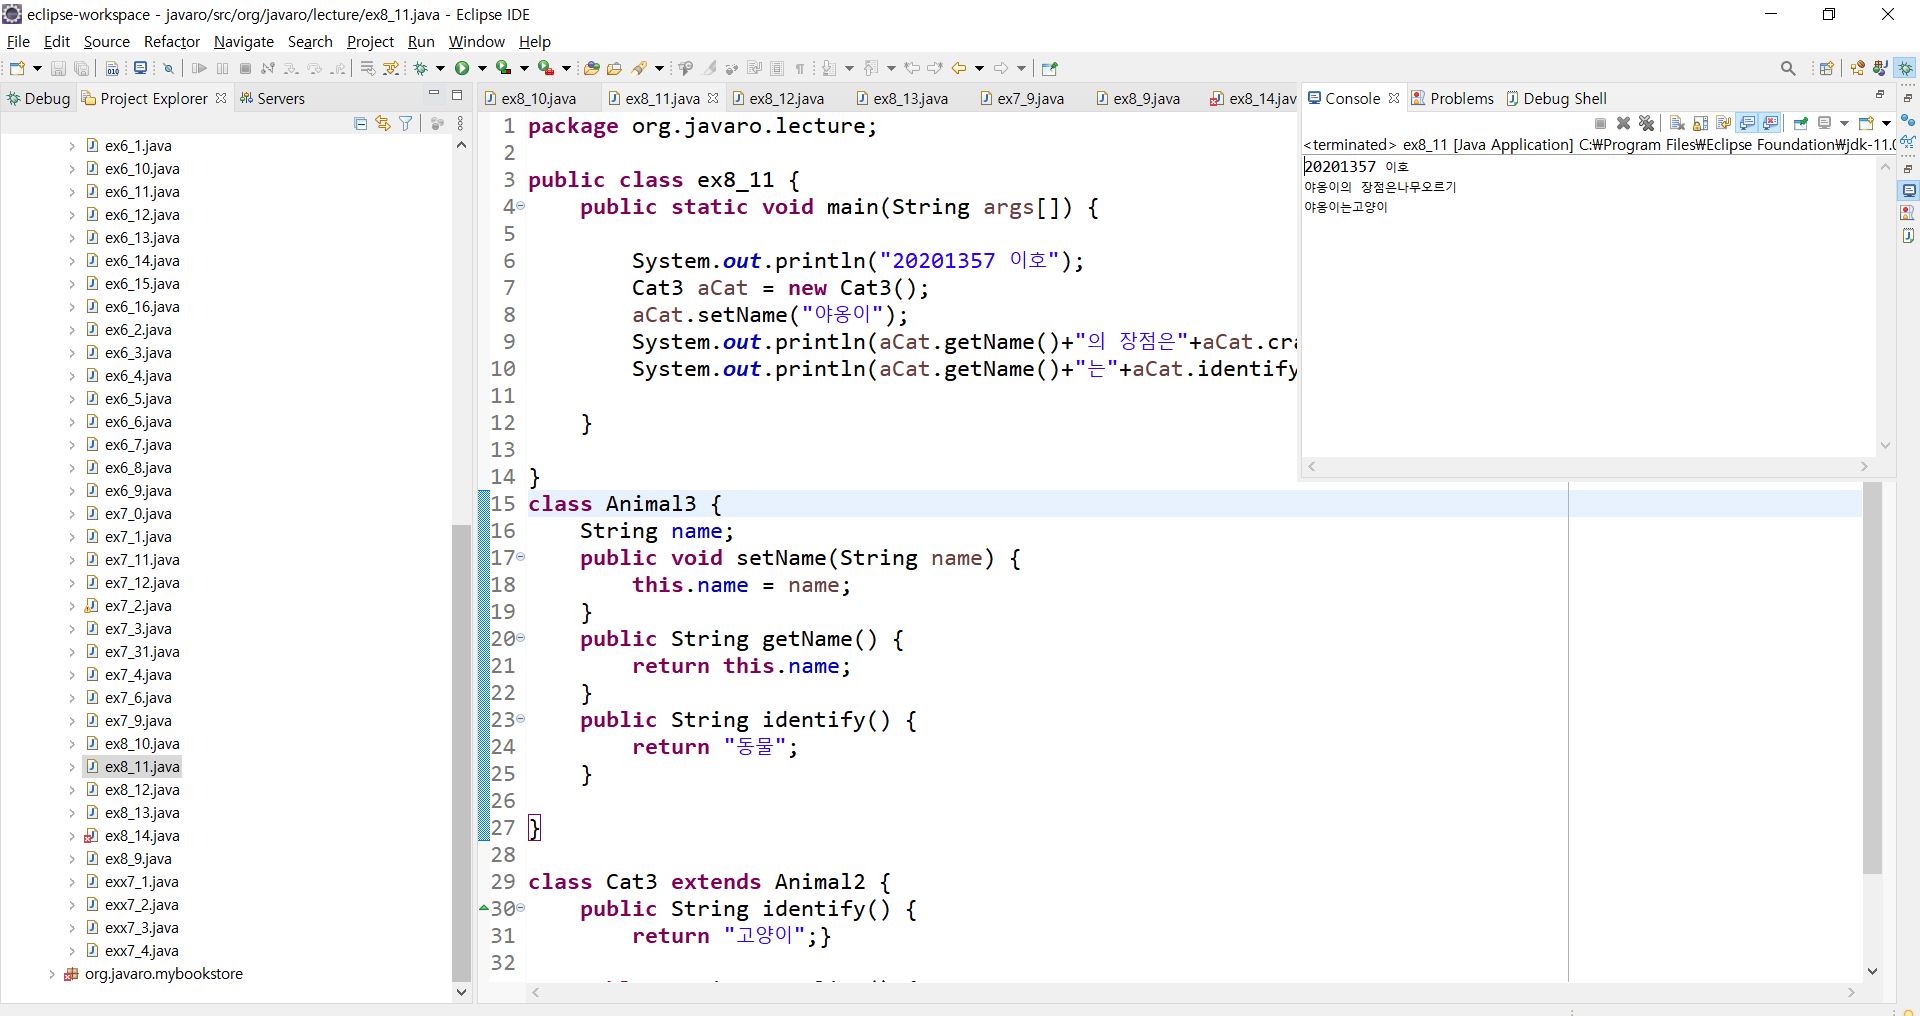 eclipse-workspace - javaro/src/org/javaro/lecture/ex8_11.java - Eclipse IDE
File Edit Source Refactor Navigate Search Project Run Window Help
Debug Project Explorer Servers
ex6_1.java
ex6_10.java
ex6_11.java
ex6_12.java
ex6_13.java
ex6_14.java
ex6_15.java
ex6_16.java
ex6_2.java
ex6_3.java
ex6_4.java
ex6_5.java
ex6_6.java
ex6_7.java
ex6_8.java
ex6_9.java
ex7_0.java
ex7_1.java
ex7_11.java
ex7_12.java
ex7_2.java
ex7_3.java
ex7_31.java
ex7_4.java
ex7_6.java
ex7_9.java
ex8_10.java
ex8_11.java
ex8_12.java
ex8_13.java
ex8_14.java
ex8_9.java
exx7_1.java
exx7_2.java
exx7_3.java
exx7_4.java
org.javaro.mybookstore
ex8_10.java ex8_11.java ex8_12.java ex8_13.java ex7_9.java ex8_9.java ex8_14.jav
1 package org.javaro.lecture;
2
3 public class ex8_11 {
4 public static void main(String args[]) {
5
6 System.out.println("20201357 이호");
7 Cat3 aCat = new Cat3();
8 aCat.setName("야옹이");
9 System.out.println(aCat.getName()+"의 장점은"+aCat.cra
10 System.out.println(aCat.getName()+"는"+aCat.identify
11
12 }
13
14 }
15 class Animal3 {
16 String name;
17 public void setName(String name) {
18 this.name = name;
19 }
20 public String getName() {
21 return this.name;
22 }
23 public String identify() {
24 return "동물";
25 }
26
27 }
28
29 class Cat3 extends Animal2 {
30 public String identify() {
31 return "고양이";}
32
Console Problems Debug Shell
<terminated> ex8_11 [Java Application] C:₩Program Files₩Eclipse Foundation₩jdk-11.0
20201357 이호
야옹이의 장점은나무오르기
야옹이는고양이